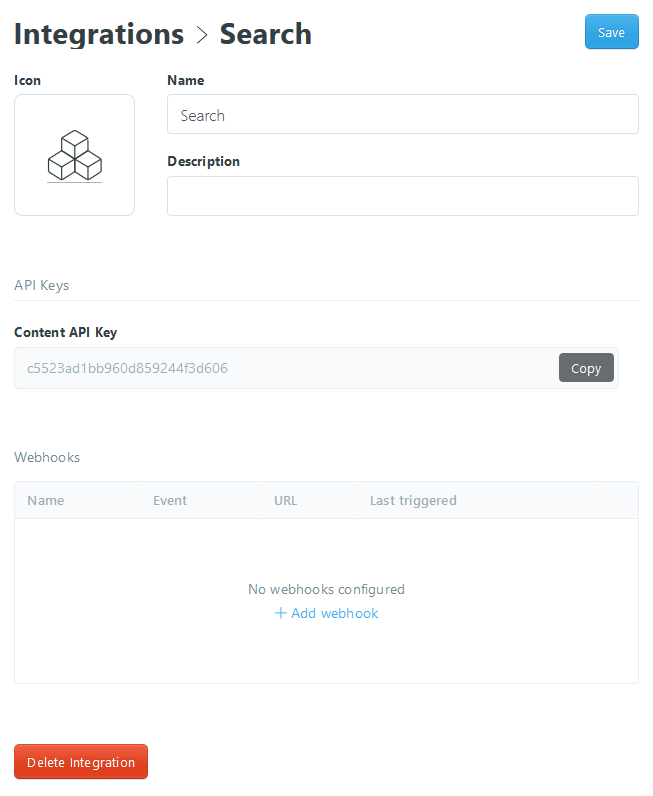 Integrations > Search
Save
Icon
Name
Search
Description
API Keys
Content API Key
c5523ad1bb960d859244f3d606
Copy
Webhooks
Name Event URL Last triggered
No webhooks configured
+ Add webhook
Delete Integration